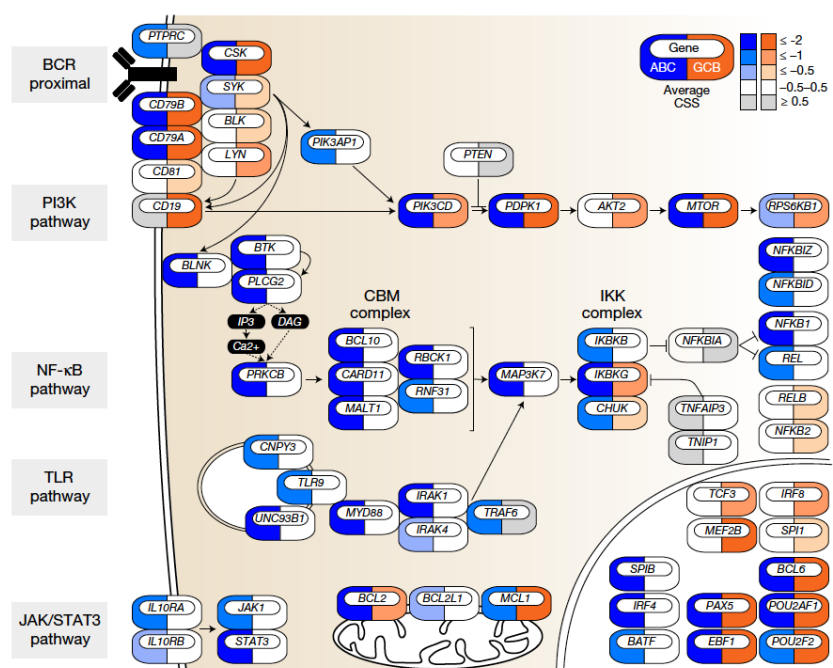 BCR
proximal
PI3K
pathway
NF-κB
pathway
TLR
pathway
JAK/STAT3
pathway
Gene
ABC GCB
Average
CSS
≤ -2
≤ -1
≤ -0.5
–0.5–0.5
≥ 0.5
PTPRC
CSK
SYK
CD79B
BLK
CD79A
LYN
CD81
CD19
PIK3AP1
PTEN
PIK3CD
PDPK1
AKT2
MTOR
RPS6KB1
BTK
BLNK
PLCG2
IP3
DAG
Ca2+
PRKCB
CBM
complex
BCL10
CARD11
MALT1
RBCK1
RNF31
MAP3K7
IKK
complex
IKBKB
IKBKG
CHUK
NFKBIA
TNFAIP3
TNIP1
NFKBIZ
NFKBID
NFKB1
REL
RELB
NFKB2
CNPY3
TLR9
UNC93B1
MYD88
IRAK1
IRAK4
TRAF6
TCF3
IRF8
MEF2B
SPI1
SPIB
BCL6
IRF4
PAX5
POU2AF1
BATF
EBF1
POU2F2
IL10RA
IL10RB
JAK1
STAT3
BCL2
BCL2L1
MCL1